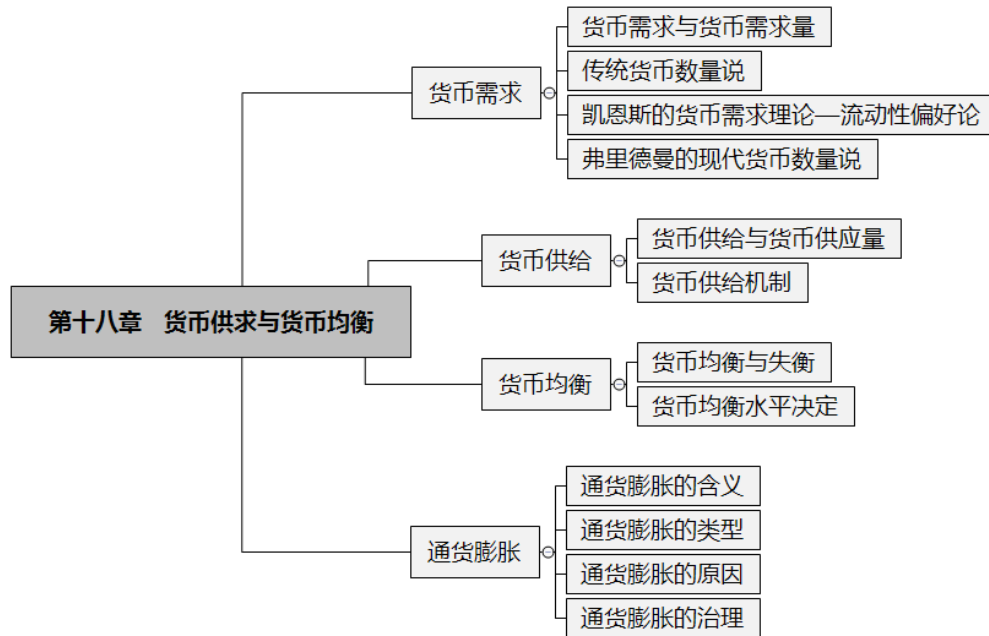 第十八章　货币供求与货币均衡
货币需求
货币需求与货币需求量
传统货币数量说
凯恩斯的货币需求理论—流动性偏好论
弗里德曼的现代货币数量说
货币供给
货币供给与货币供应量
货币供给机制
货币均衡
货币均衡与失衡
货币均衡水平决定
通货膨胀
通货膨胀的含义
通货膨胀的类型
通货膨胀的原因
通货膨胀的治理